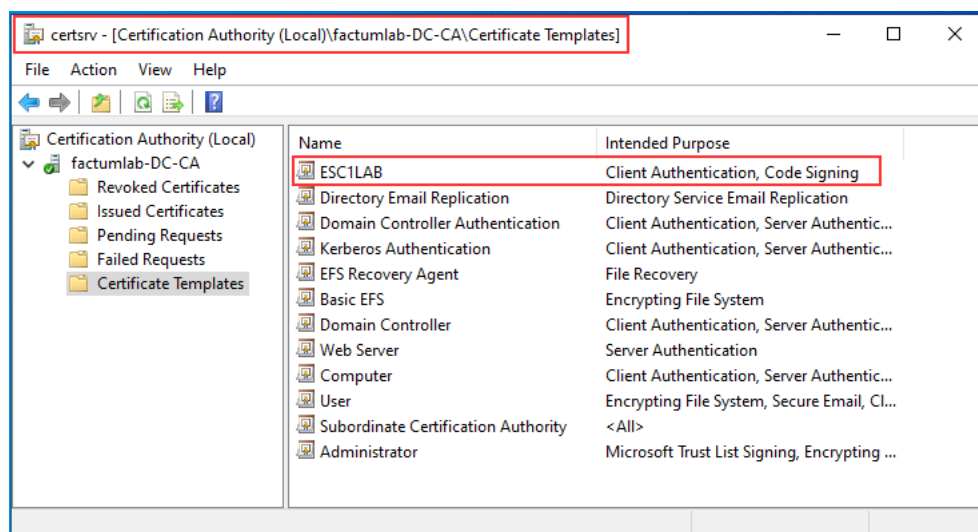 certsrv - [Certification Authority (Local)\factumlab-DC-CA\Certificate Templates]
File Action View Help
Certification Authority (Local)
factumlab-DC-CA
Revoked Certificates
Issued Certificates
Pending Requests
Failed Requests
Certificate Templates
Name Intended Purpose
ESC1LAB Client Authentication, Code Signing
Directory Email Replication Directory Service Email Replication
Domain Controller Authentication Client Authentication, Server Authentic...
Kerberos Authentication Client Authentication, Server Authentic...
EFS Recovery Agent File Recovery
Basic EFS Encrypting File System
Domain Controller Client Authentication, Server Authentic...
Web Server Server Authentication
Computer Client Authentication, Server Authentic...
User Encrypting File System, Secure Email, Cl...
Subordinate Certification Authority <All>
Administrator Microsoft Trust List Signing, Encrypting ...